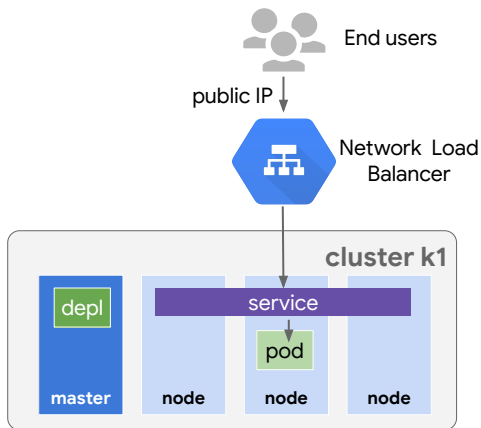 End users
public IP
Network Load
Balancer
cluster k1
service
depl
pod
master
node
node
node